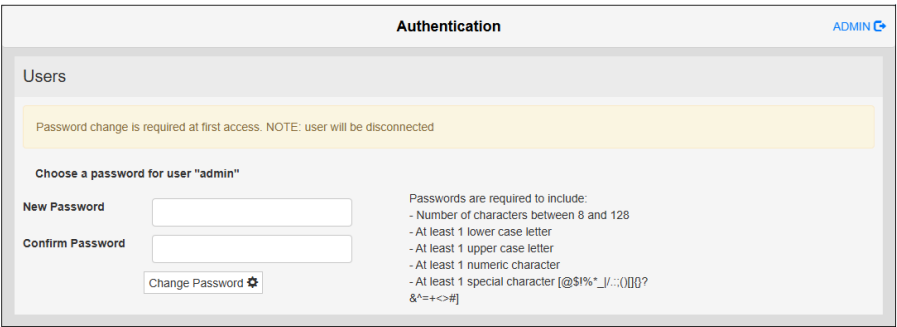 Authentication
ADMIN
Users
Password change is required at first access. NOTE: user will be disconnected
Choose a password for user "admin"
New Password
Confirm Password
Change Password
Passwords are required to include:
- Number of characters between 8 and 128
- At least 1 lower case letter
- At least 1 upper case letter
- At least 1 numeric character
- At least 1 special character [@$!%*_|/.:;()[]{}?
&^=+<>#]